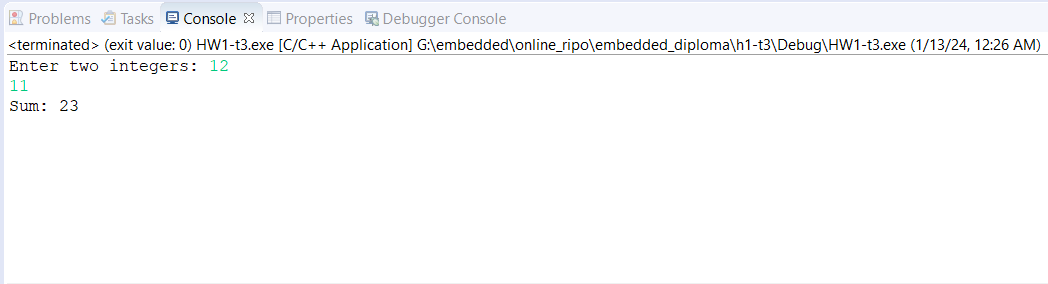 Problems Tasks Console Properties Debugger Console
<terminated> (exit value: 0) HW1-t3.exe [C/C++ Application] G:\embedded\online_ripo\embedded_diploma\h1-t3\Debug\HW1-t3.exe (1/13/24, 12:26 AM)
Enter two integers: 12
11
Sum: 23